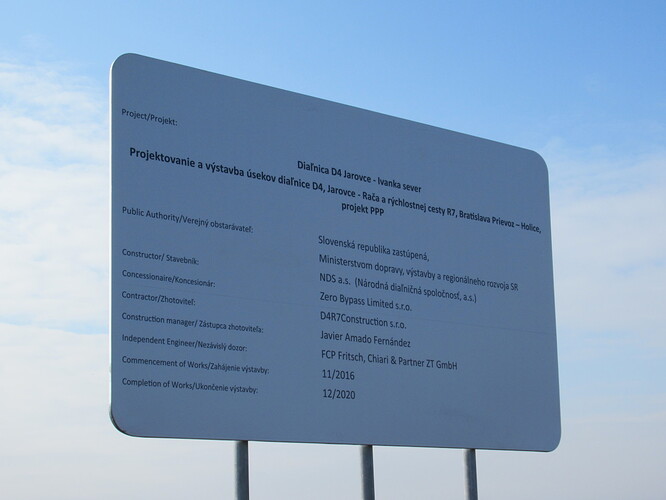 Project/Projekt:
Diaľnica D4 Jarovce - Ivanka sever
Projektovanie a výstavba úsekov diaľnice D4, Jarovce - Rača a rýchlostnej cesty R7, Bratislava Prievoz – Holice,
projekt PPP
Public Authority/Verejný obstarávateľ:
Slovenská republika zastúpená,
Ministerstvom dopravy, výstavby a regionálneho rozvoja SR
Constructor/ Stavebník:
NDS a.s. (Národná diaľničná spoločnosť, a.s.)
Concessionaire/Koncesionár:
Zero Bypass Limited s.r.o.
Contractor/Zhotoviteľ:
D4R7Construction s.r.o.
Construction manager/ Zástupca zhotoviteľa:
Javier Amado Fernández
Independent Engineer/Nezávislý dozor:
FCP Fritsch, Chiari & Partner ZT GmbH
Commencement of Works/Zahájenie výstavby:
11/2016
Completion of Works/Ukončenie výstavby:
12/2020